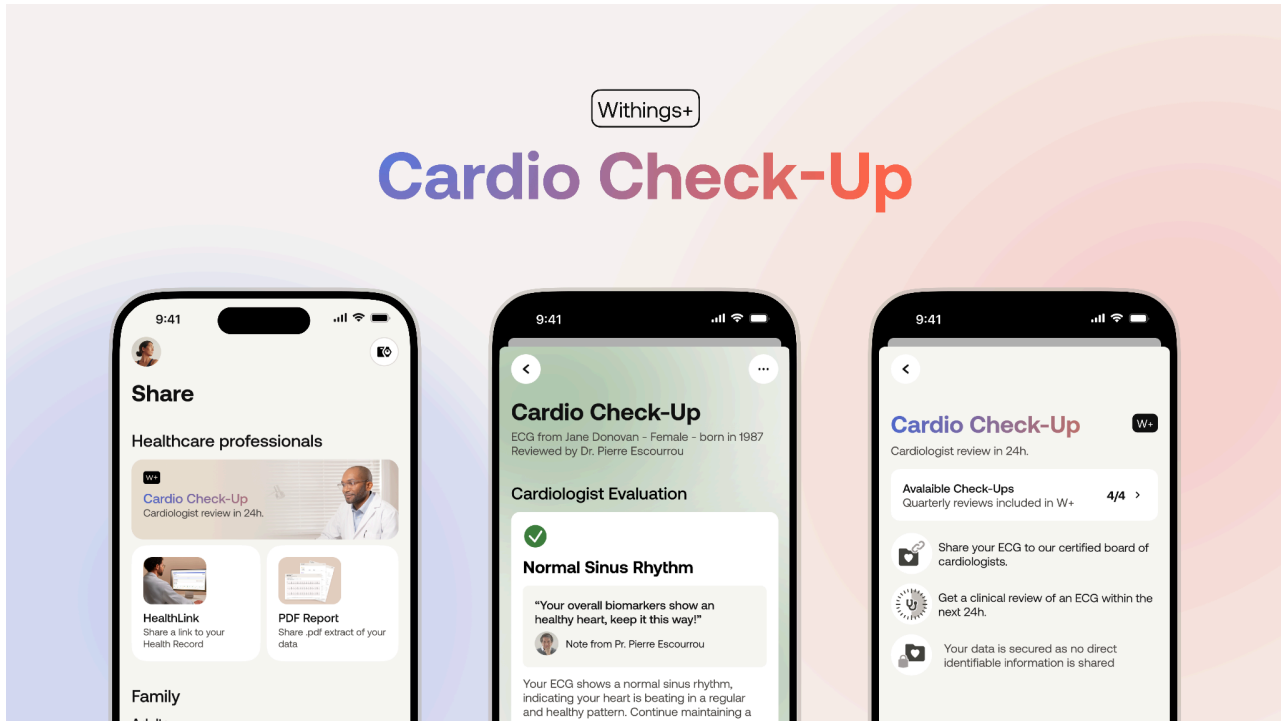 Withings+
Cardio Check-Up
9:41
Share
Healthcare professionals
W+
Cardio Check-Up
Cardiologist review in 24h.
HealthLink
Share a link to your
Health Record
PDF Report
Share .pdf extract of your
data
Family
9:41
Cardio Check-Up
ECG from Jane Donovan - Female - born in 1987
Reviewed by Dr. Pierre Escourrou
Cardiologist Evaluation
Normal Sinus Rhythm
“Your overall biomarkers show an
healthy heart, keep it this way!”
Note from Pr. Pierre Escourrou
Your ECG shows a normal sinus rhythm,
indicating your heart is beating in a regular
and healthy pattern. Continue maintaining a
9:41
Cardio Check-Up
W+
Cardiologist review in 24h.
Avalaible Check-Ups
Quarterly reviews included in W+
4/4
Share your ECG to our certified board of
cardiologists.
Get a clinical review of an ECG within the
next 24h.
Your data is secured as no direct
identifiable information is shared